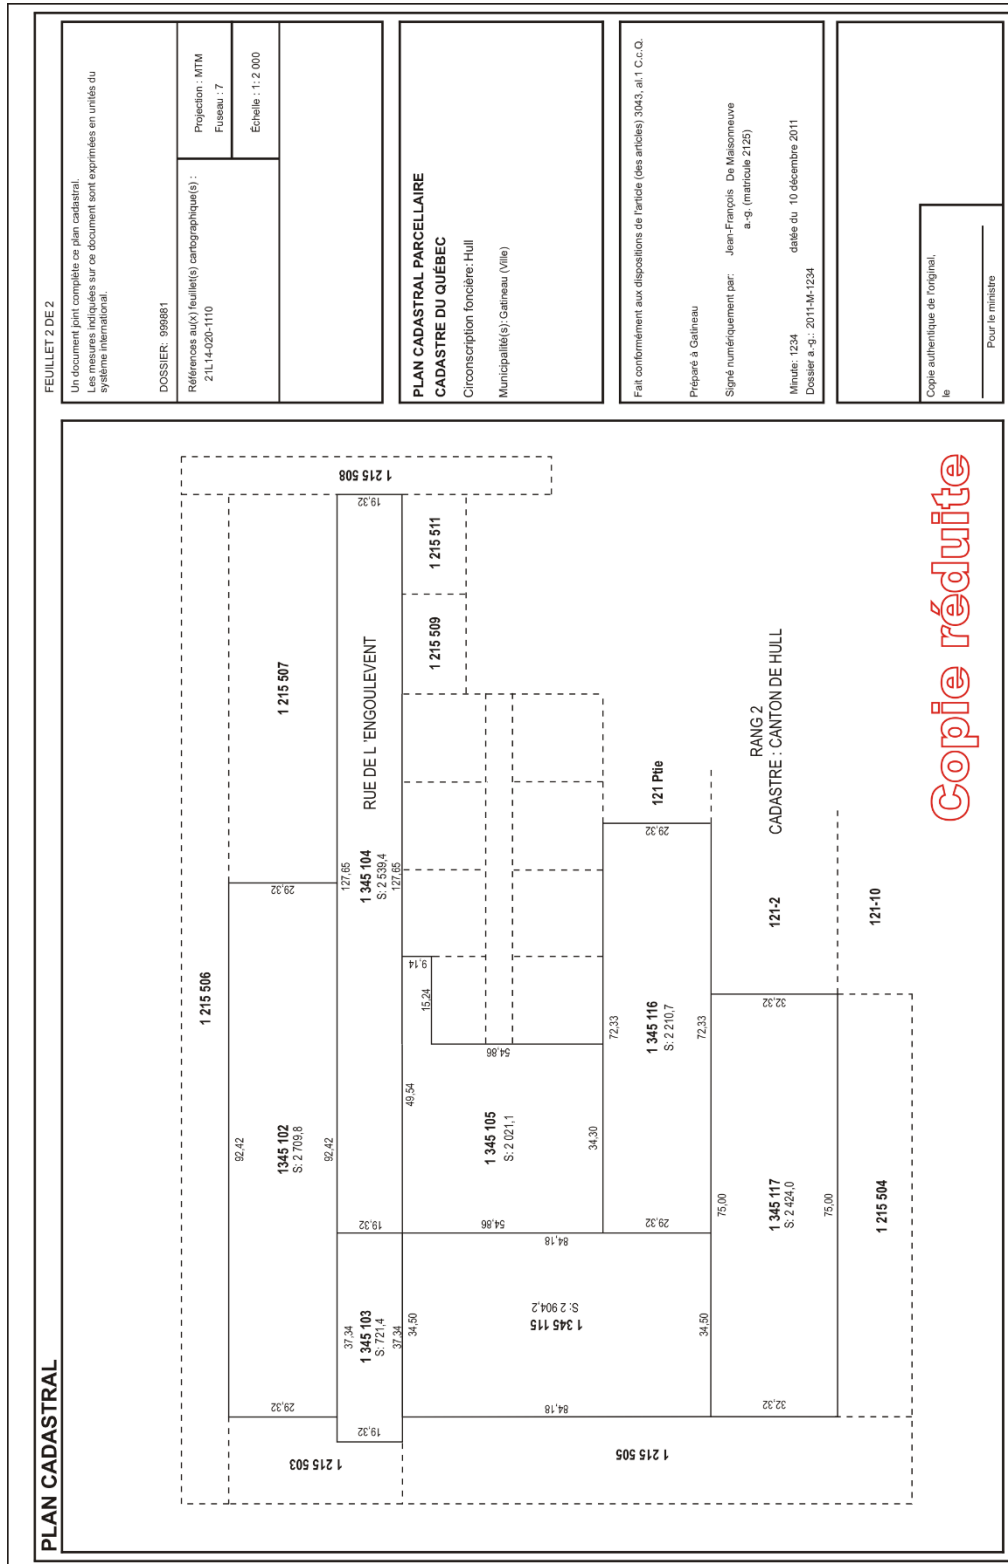 PLAN CADASTRAL
FEUILLET 2 DE 2
Un document joint complète ce plan cadastral.
Les mesures indiquées sur ce document sont exprimées en unités du
système international.
DOSSIER: 999881
Références au(x) feuillet(s) cartographique(s) :
21L14-020-1110
Projection : MTM
Fuseau : 7
Échelle : 1: 2 000
PLAN CADASTRAL PARCELLAIRE
CADASTRE DU QUÉBEC
Circonscription foncière: Hull
Municipalité(s): Gatineau (Ville)
Fait conformément aux dispositions de l'article (des articles) 3043, al.1 C.c.Q.
Préparé à Gatineau
Signé numériquement par: Jean-François De Maisonneuve
a.-g. (matricule 2125)
Minute: 1234 datée du 10 décembre 2011
Dossier a.-g.: 2011-M-1234
Copie authentique de l'original,
le
Pour le ministre
1 215 506
92,42
29,32
1345 102
S: 2 709,8
29,32
92,42
1 215 507
1 215 503
19,32
37,34
1 345 103
S: 721,4
37,34
19,32
127,65
1 345 104
S: 2 539,4
127,65
RUE DE L 'ENGOULEVENT
19,32
1 215 508
34,50
49,54
15,24
9,14
1 215 509
1 215 511
84,18
1 345 115
S: 2 904,2
84,18
34,50
54,86
1 345 105
S: 2 021,1
54,86
34,30
72,33
29,32
1 345 116
S: 2 210,7
72,33
29,32
121 Ptie
1 215 505
75,00
32,32
1 345 117
S: 2 424,0
75,00
32,32
121-2
RANG 2
CADASTRE : CANTON DE HULL
1 215 504
121-10
Copie réduite